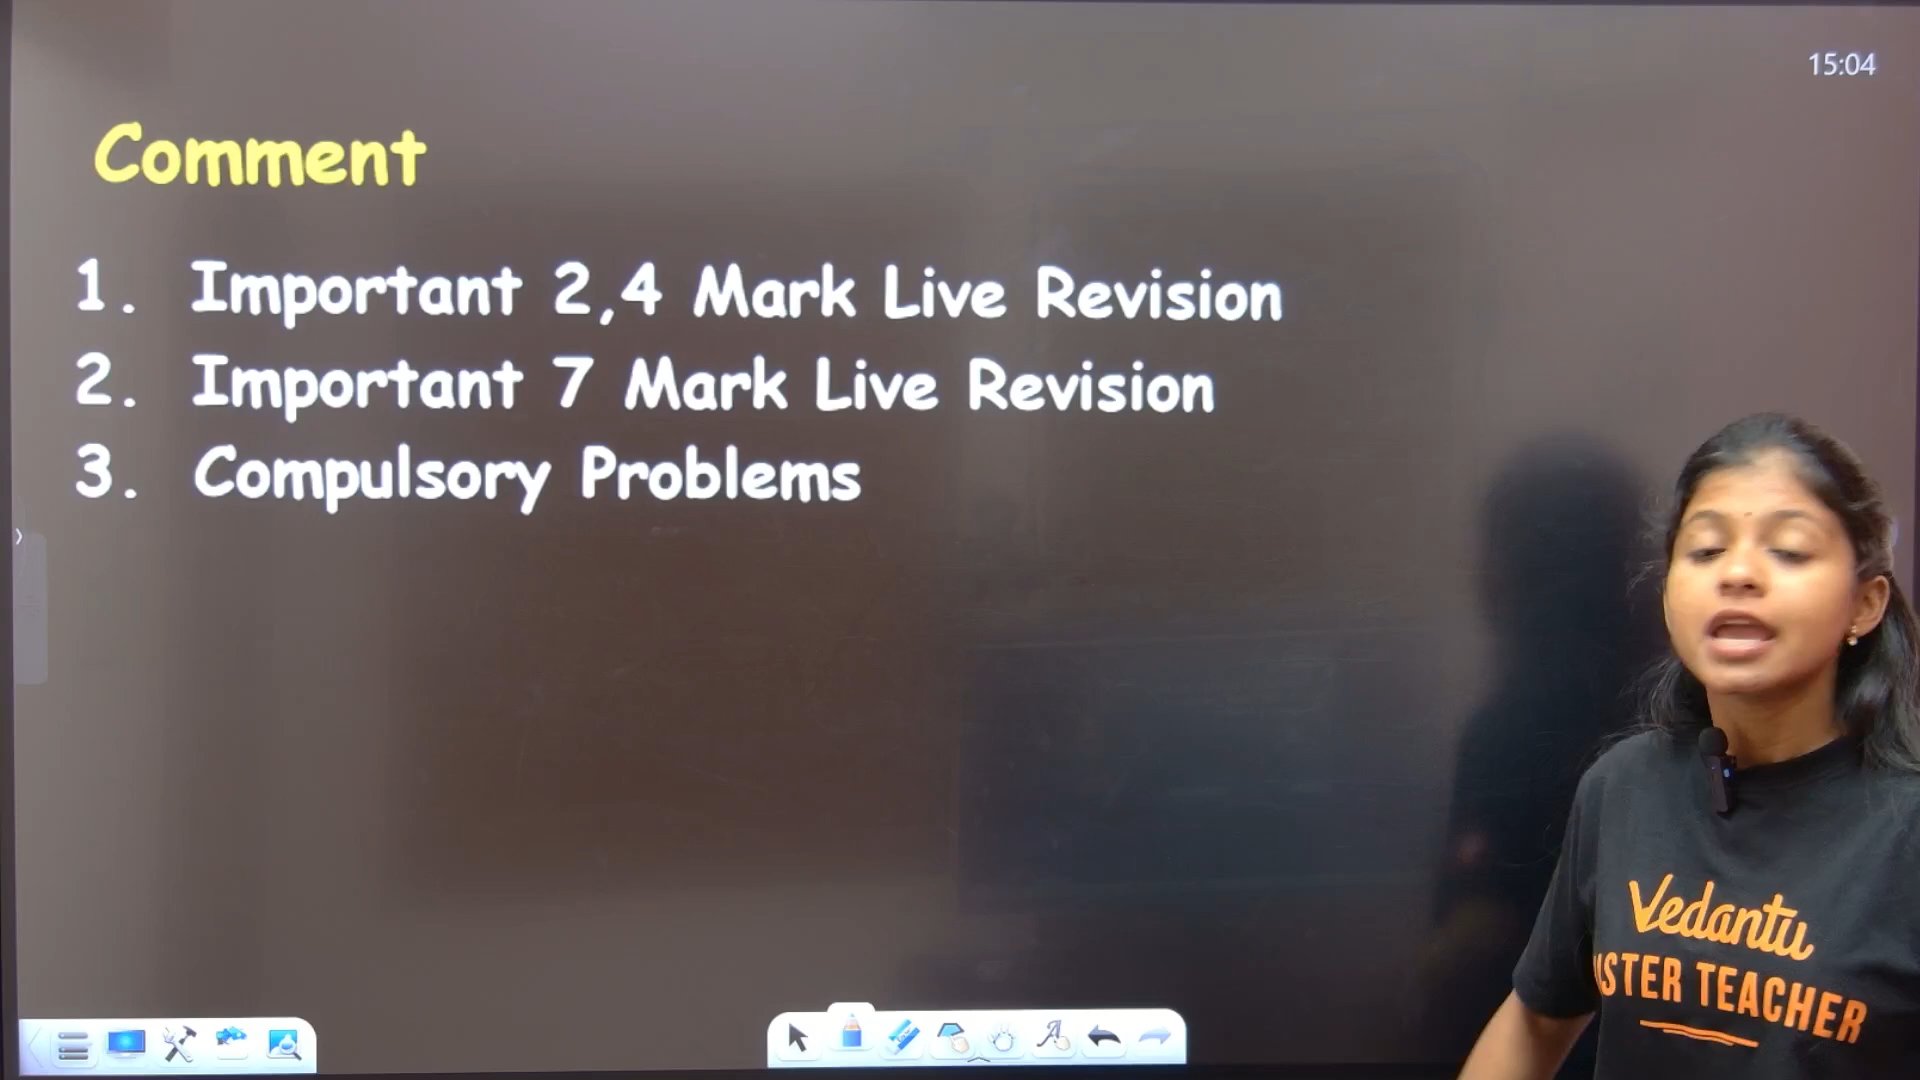 15:04
Comment
1. Important 2,4 Mark Live Revision
2. Important 7 Mark Live Revision
3. Compulsory Problems
Vedantu
TEACHER